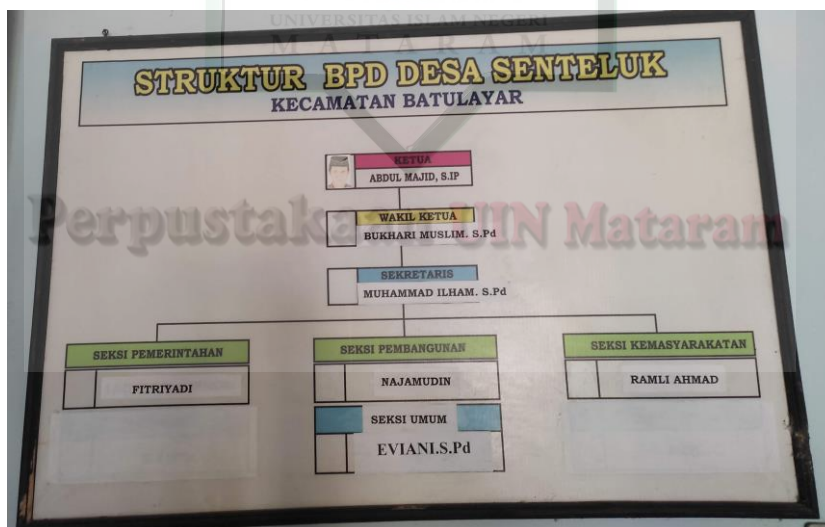 UNIVERSITAS ISLAM NEGERI
MATARAM
STRUKTUR BPD DESA SENTELUK
KECAMATAN BATULAYAR
KETUA
ABDUL MAJID, S.IP
Perpustakaan UIN Mataram
WAKIL KETUA
BUKHARI MUSLIM. S.Pd
SEKRETARIS
MUHAMMAD ILHAM. S.Pd
SEKSI PEMERINTAHAN
FITRIYADI
SEKSI PEMBANGUNAN
NAJAMUDIN
SEKSI KEMASYARAKATAN
RAMLI AHMAD
SEKSI UMUM
EVIANI.S.Pd